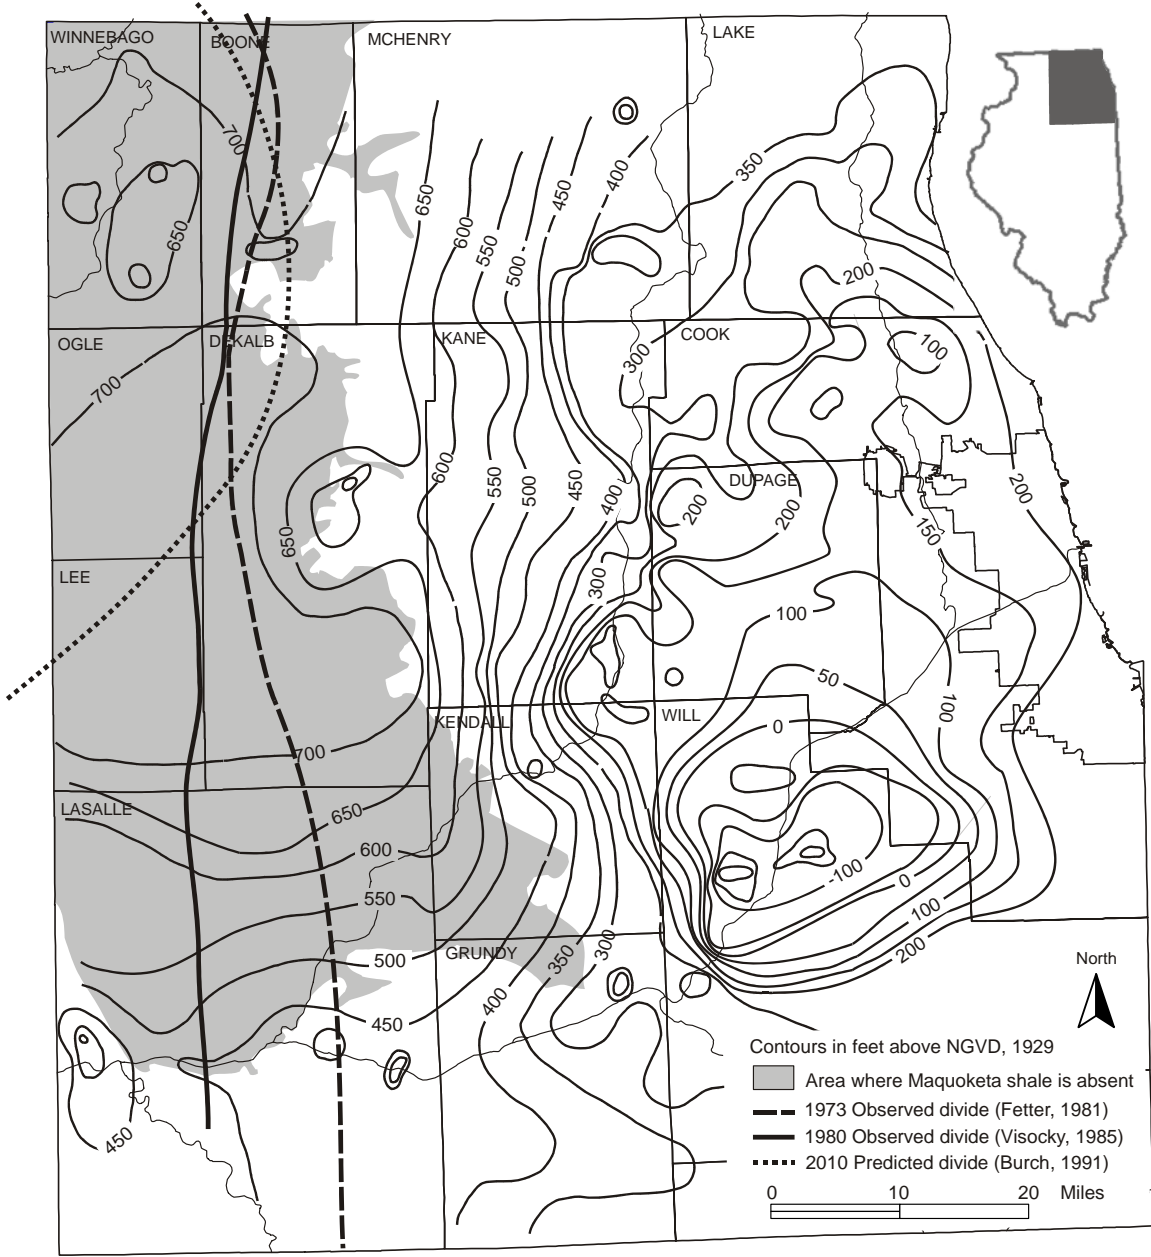 WINNEBAGO
BOONE
MCHENRY
LAKE
700
650
650
600
550
500
450
400
350
200
100
OGLE
DEKALB
KANE
COOK
300
700
600
550
500
450
400
200
DUPAGE
200
200
150
650
LEE
300
100
50
100
KENDALL
WILL
0
700
LASALLE
650
600
-100
0
550
100
500
GRUNDY
350
300
200
400
450
450
North
Contours in feet above NGVD, 1929
Area where Maquoketa shale is absent
1973 Observed divide (Fetter, 1981)
1980 Observed divide (Visocky, 1985)
2010 Predicted divide (Burch, 1991)
0 10 20 Miles